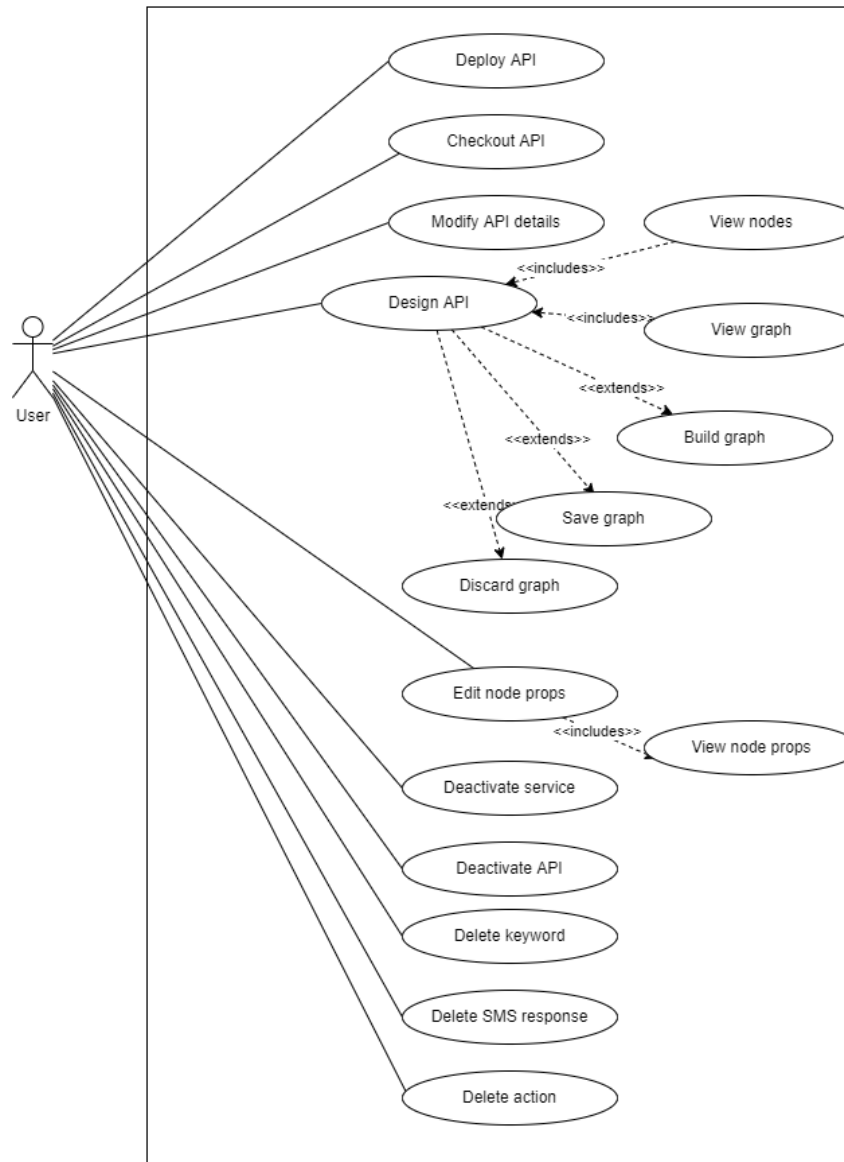 Deploy API
Checkout API
Modify API details
View nodes
<<includes>>
Design API
<<includes>>
View graph
User
<<extends>>
Build graph
<<extends>>
<<extends>
Save graph
Discard graph
Edit node props
<<includes>>
View node props
Deactivate service
Deactivate API
Delete keyword
Delete SMS response
Delete action